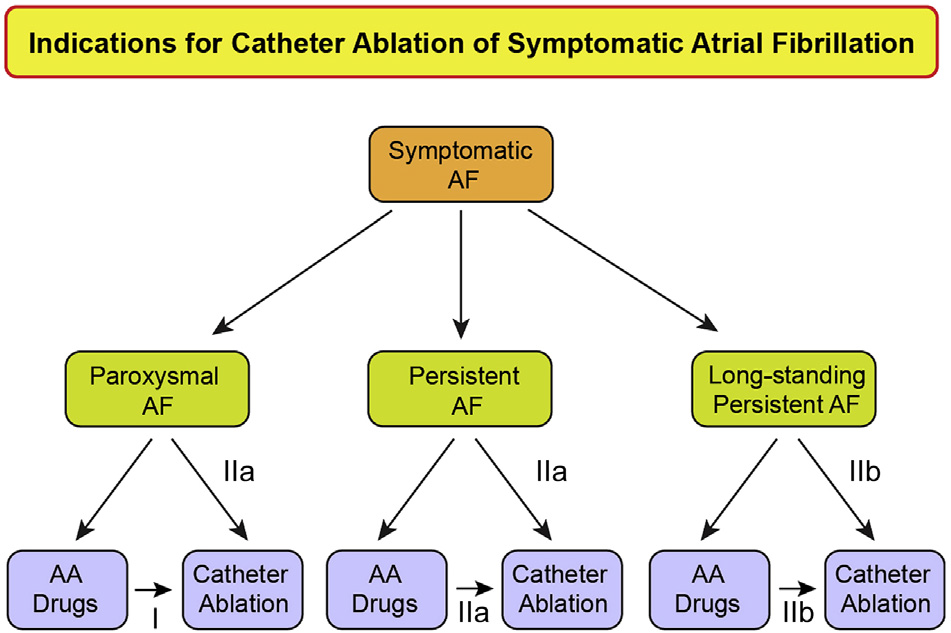 Indications for Catheter Ablation of Symptomatic Atrial Fibrillation
Symptomatic
AF
Paroxysmal
AF
Persistent
AF
Long-standing
Persistent AF
IIa
IIa
IIb
AA
Drugs
I
Catheter
Ablation
AA
Drugs
IIa
Catheter
Ablation
AA
Drugs
IIb
Catheter
Ablation